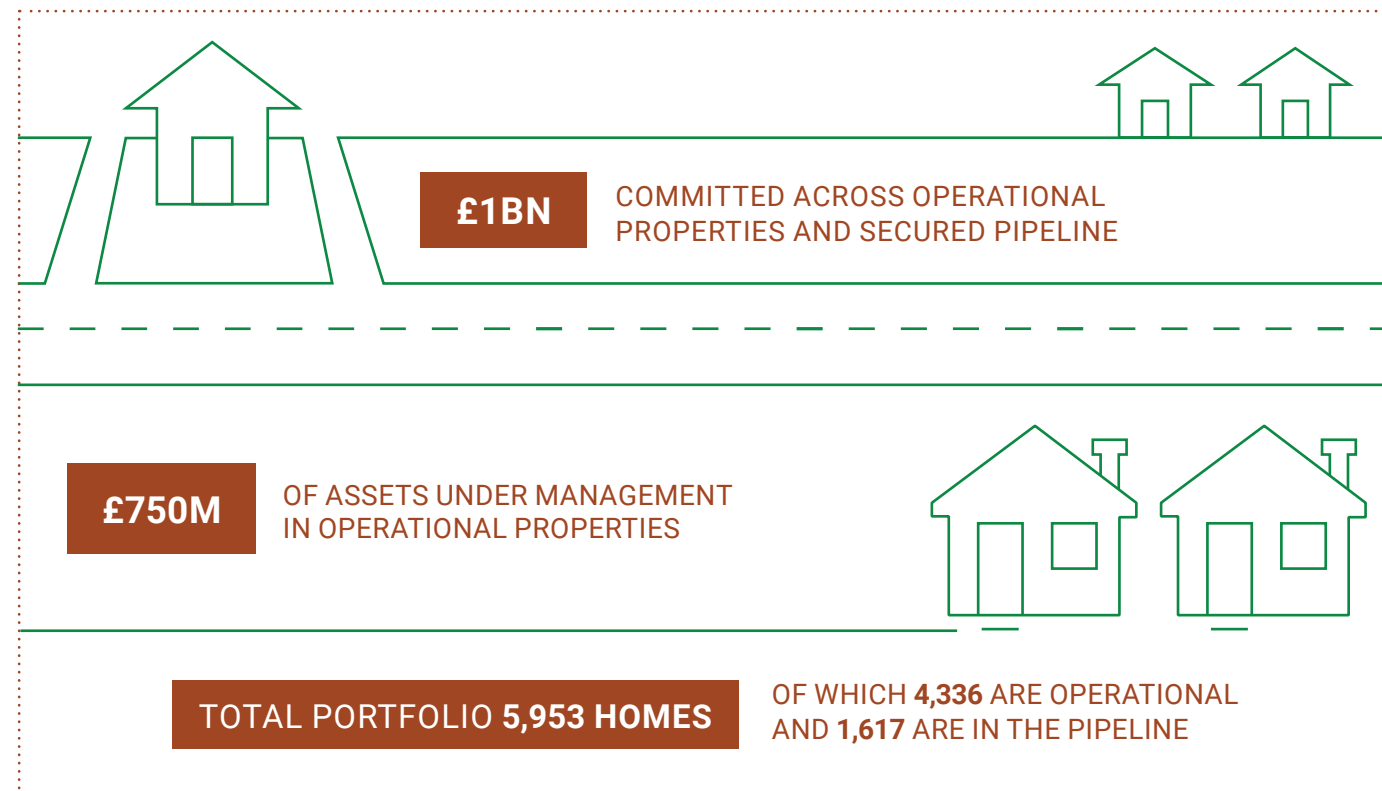 £1BN
COMMITTED ACROSS OPERATIONAL
PROPERTIES AND SECURED PIPELINE
£750M
OF ASSETS UNDER MANAGEMENT
IN OPERATIONAL PROPERTIES
TOTAL PORTFOLIO 5,953 HOMES
OF WHICH 4,336 ARE OPERATIONAL
AND 1,617 ARE IN THE PIPELINE